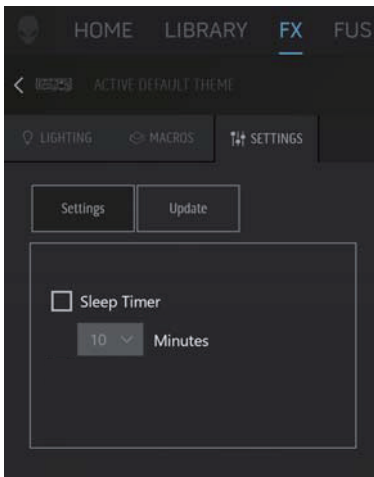 HOME LIBRARY FX FUS
ACTIVE DEFAULT THEME
LIGHTING MACROS SETTINGS
Settings Update
Sleep Timer
10 Minutes